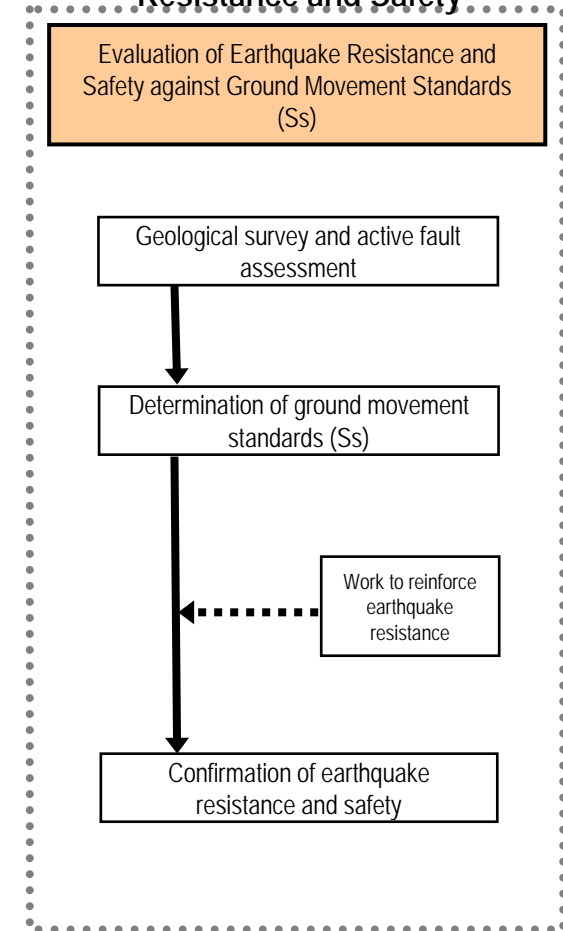 Resistance and Safety
Evaluation of Earthquake Resistance and
Safety against Ground Movement Standards
(Ss)
Geological survey and active fault
assessment
Determination of ground movement
standards (Ss)
Work to reinforce
earthquake
resistance
Confirmation of earthquake
resistance and safety